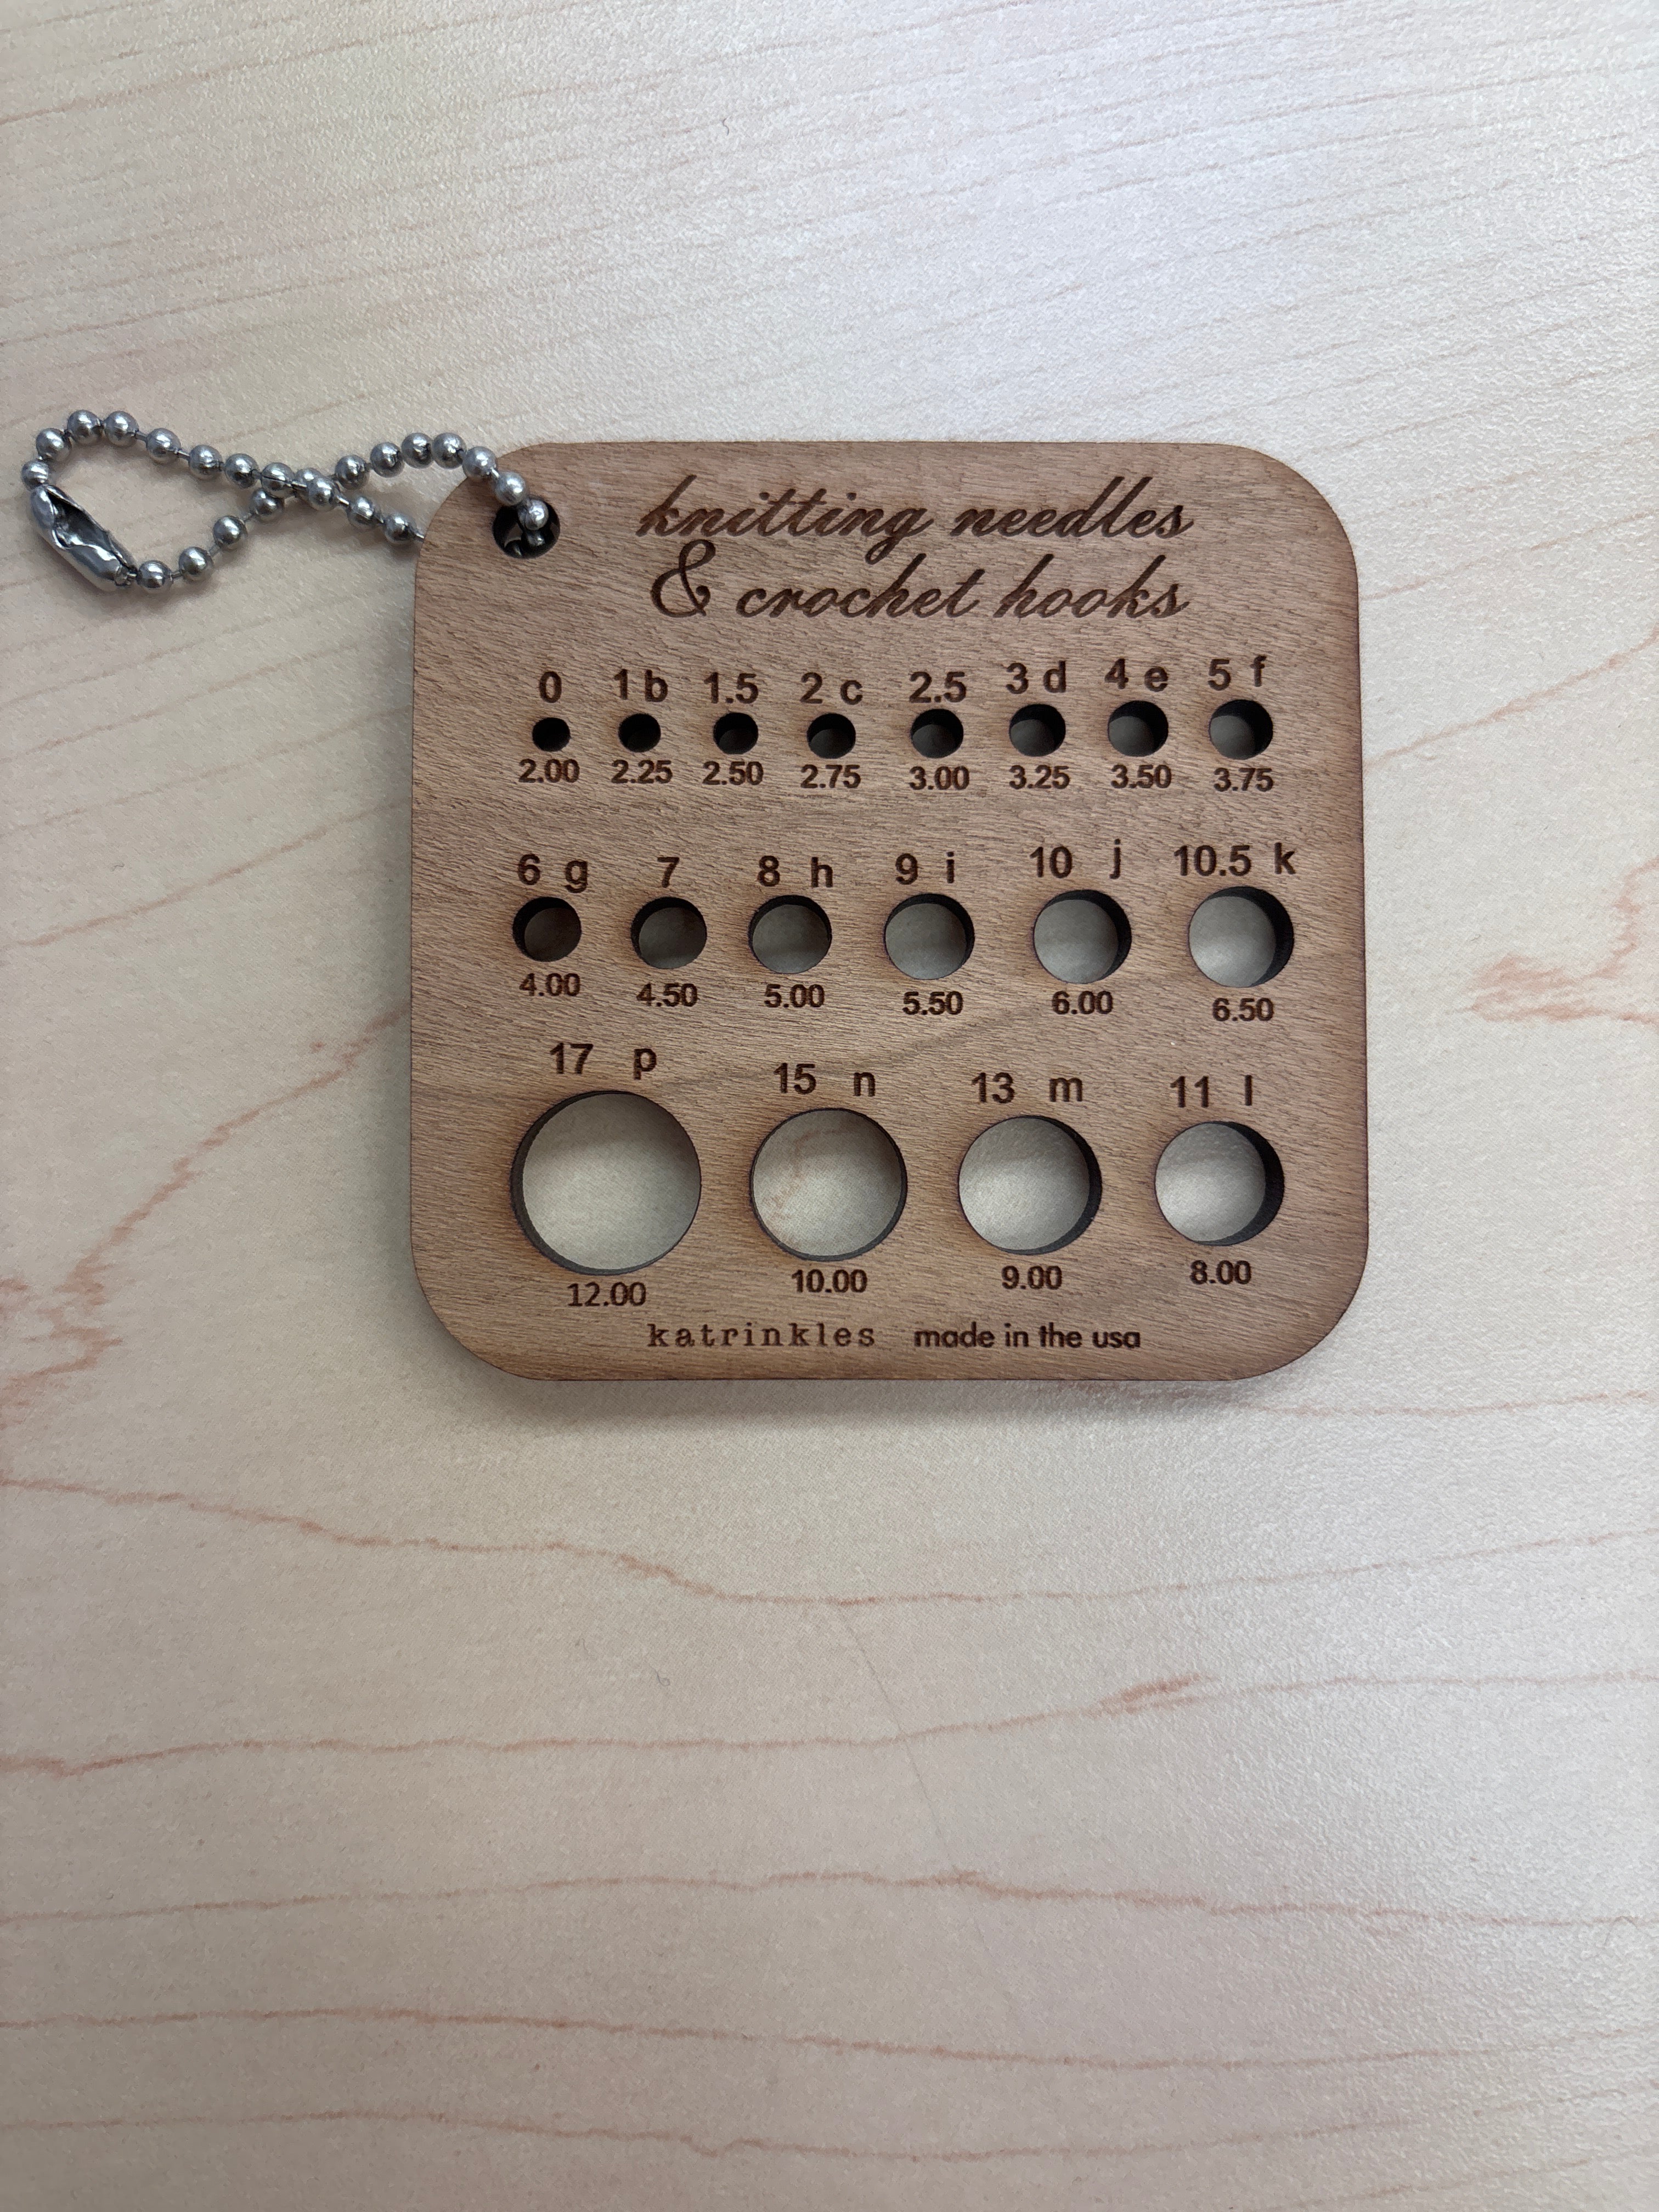 knitting needles
& crochet hooks
0 1 b 1.5 2 c 2.5 3 d 4 e 5 f
2.00 2.25 2.50 2.75 3.00 3.25 3.50 3.75
6 g 7 8 h 9 i 10 j 10.5 k
4.00 4.50 5.00 5.50 6.00 6.50
17 p 15 n 13 m 11 l
12.00 10.00 9.00 8.00
katrinkles made in the usa